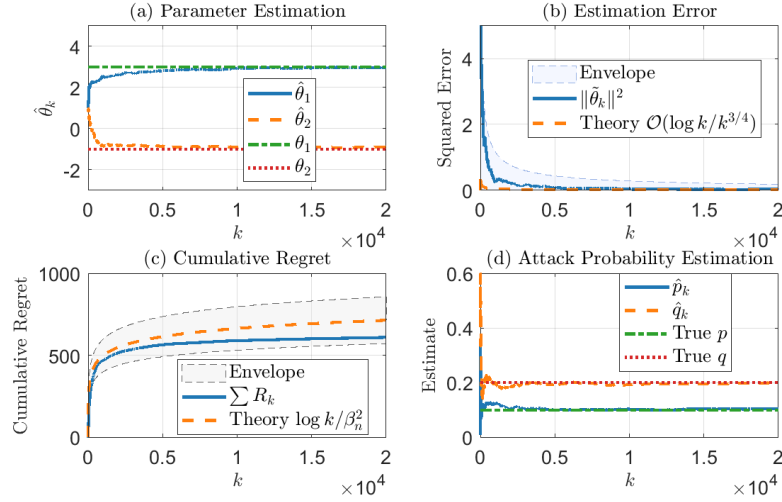 (a) Parameter Estimation
4
2
0
-2
θ̂_k
θ̂_1
θ̂_2
θ_1
θ_2
0
0.5
1
1.5
2
k
×10^4
(b) Estimation Error
4
2
0
Squared Error
Envelope
‖θ̃_k‖^2
Theory O(log k/k^{3/4})
0
0.5
1
1.5
2
k
×10^4
(c) Cumulative Regret
1000
500
0
Cumulative Regret
Envelope
∑ R_k
Theory log k/β_n^2
0
0.5
1
1.5
2
k
×10^4
(d) Attack Probability Estimation
0.6
0.4
0.2
0
Estimate
p̂_k
q̂_k
True p
True q
0
0.5
1
1.5
2
k
×10^4